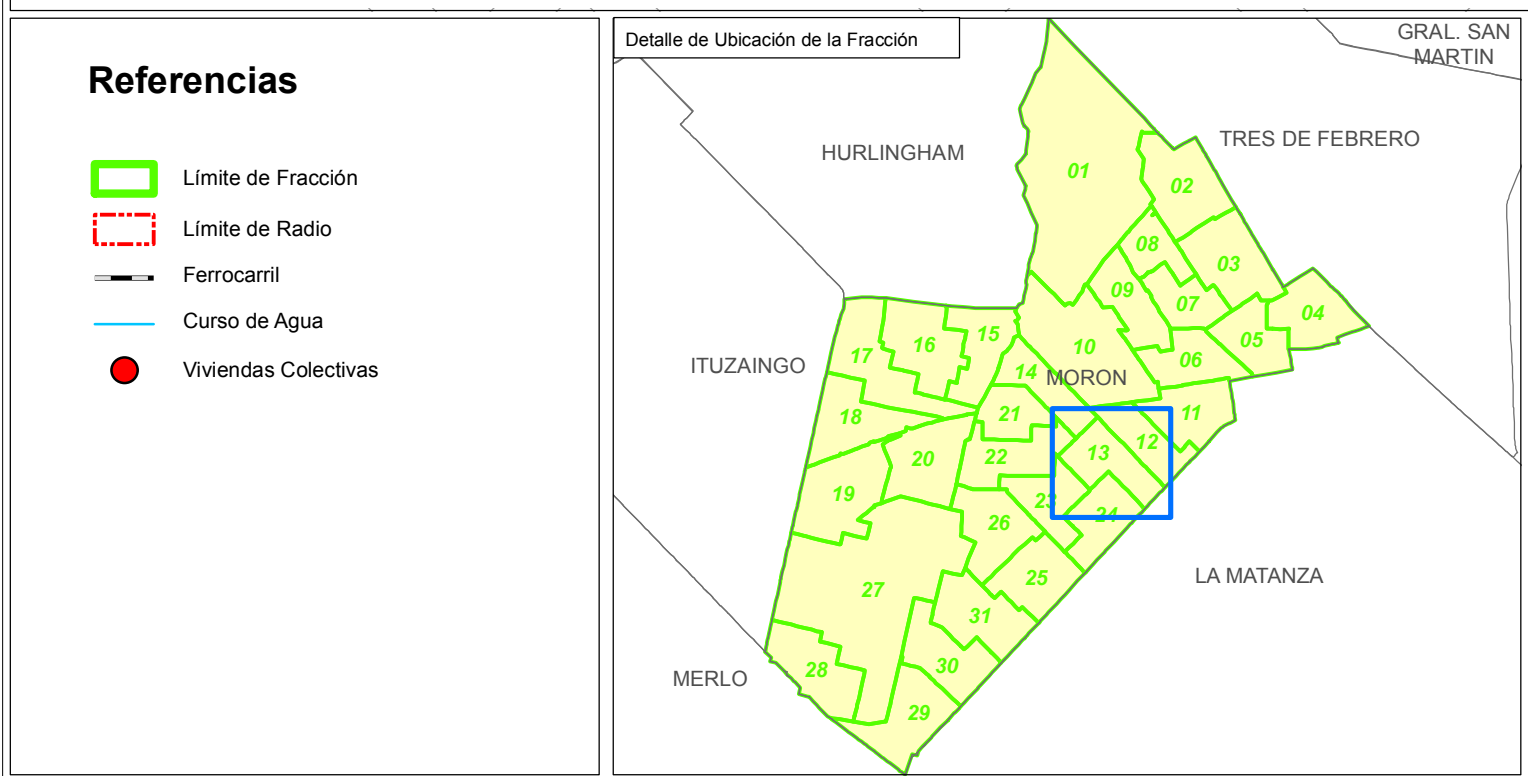 Referencias
Límite de Fracción
Límite de Radio
Ferrocarril
Curso de Agua
Viviendas Colectivas
Detalle de Ubicación de la Fracción
GRAL. SAN
MARTIN
TRES DE FEBRERO
HURLINGHAM
01
02
08
03
09
07
04
15
16
10
05
17
ITUZAINGO
14
06
MORON
21
11
18
12
13
22
20
19
23
24
26
25
LA MATANZA
27
31
30
28
MERLO
29